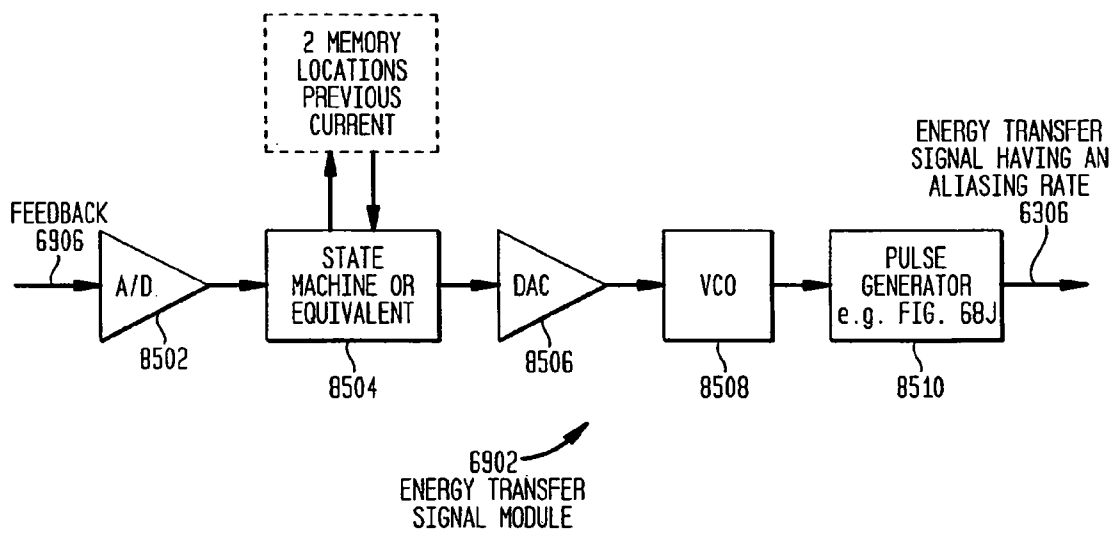 2 MEMORY
LOCATIONS
PREVIOUS
CURRENT
ENERGY TRANSFER
SIGNAL HAVING AN
ALIASING RATE
6306
FEEDBACK
6906
A/D
8502
STATE
MACHINE OR
EQUIVALENT
8504
DAC
8506
VCO
8508
PULSE
GENERATOR
e.g. FIG. 68J
8510
6902
ENERGY TRANSFER
SIGNAL MODULE